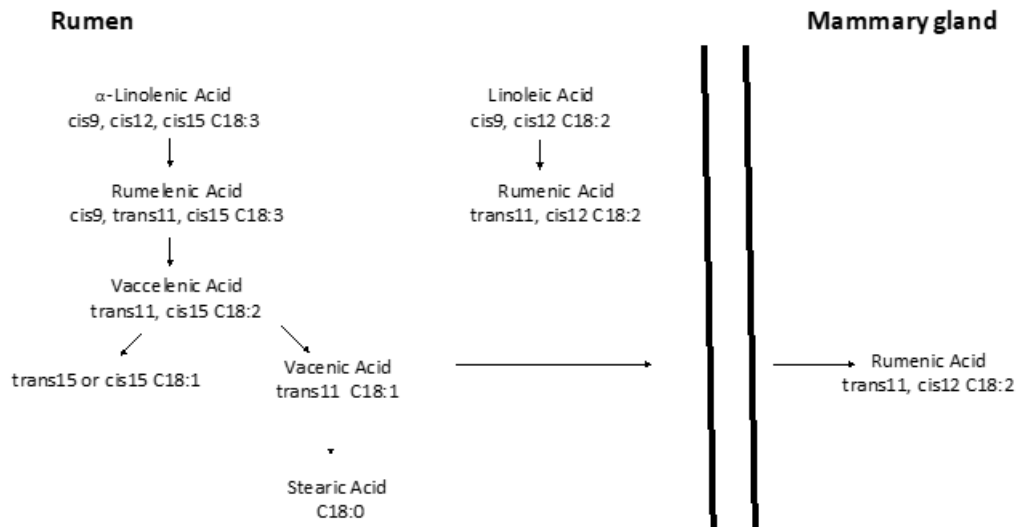 Rumen
Mammary gland
α-Linolenic Acid
cis9, cis12, cis15 C18:3
Linoleic Acid
cis9, cis12 C18:2
Rumelenic Acid
cis9, trans11, cis15 C18:3
Rumenic Acid
trans11, cis12 C18:2
Vaccelenic Acid
trans11, cis15 C18:2
trans15 or cis15 C18:1
Vacenic Acid
trans11 C18:1
Rumenic Acid
trans11, cis12 C18:2
Stearic Acid
C18:0